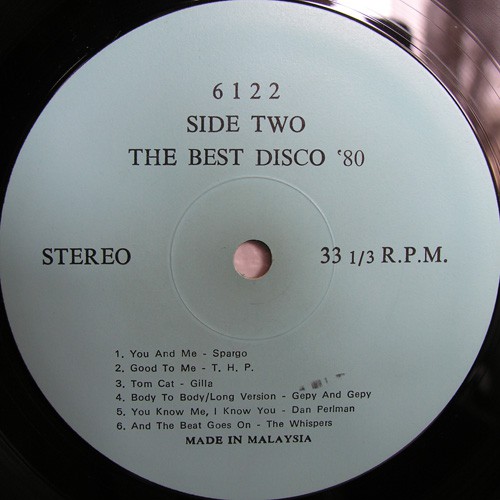 6122
SIDE TWO
THE BEST DISCO '80
STEREO
33 1/3 R.P.M.
1. You And Me - Spargo
2. Good To Me - T. H. P.
3. Tom Cat - Gilla
4. Body To Body/Long Version - Gepy And Gepy
5. You Know Me, I Know You - Dan Perlman
6. And The Beat Goes On - The Whispers
MADE IN MALAYSIA